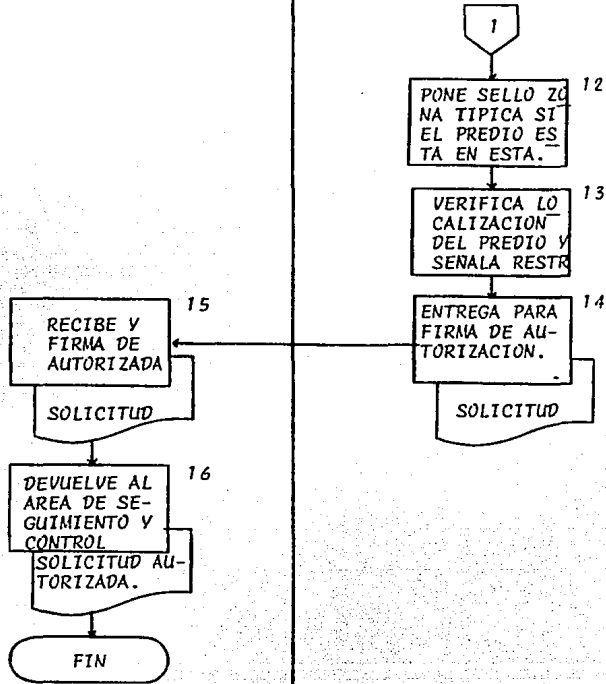 1
12
PONE SELLO ZO
NA TIPICA SI
EL PREDIO ES
TA EN ESTA.
13
VERIFICA LO
CALIZACION
DEL PREDIO Y
SEÑALA RESTR
14
ENTREGA PARA
FIRMA DE AU-
TORIZACION.
SOLICITUD
15
RECIBE Y
FIRMA DE
AUTORIZADA
SOLICITUD
16
DEVUELVE AL
AREA DE SE-
GUIMIENTO Y
CONTROL
SOLICITUD AU-
TORIZADA.
FIN